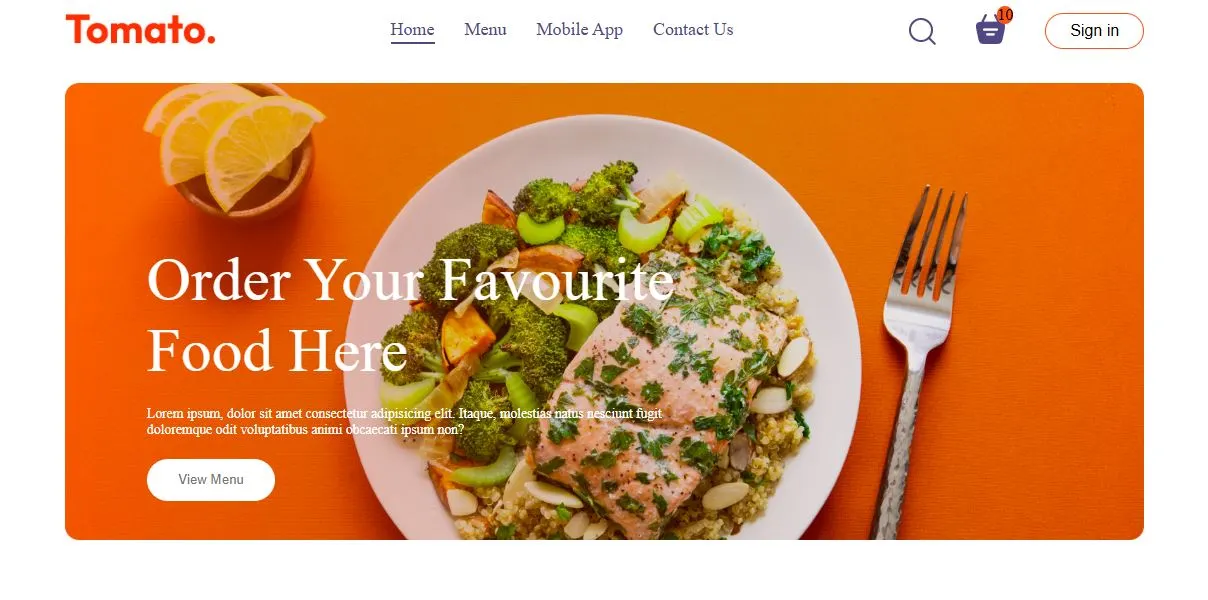 Tomato.
Home Menu Mobile App Contact Us
10
Sign in
Order Your Favourite
Food Here
Lorem ipsum, dolor sit amet consectetur adipisicing elit. Itaque, molestias natus nesciunt fugit
doloremque odit voluptatibus animi obcaecati ipsum non?
View Menu